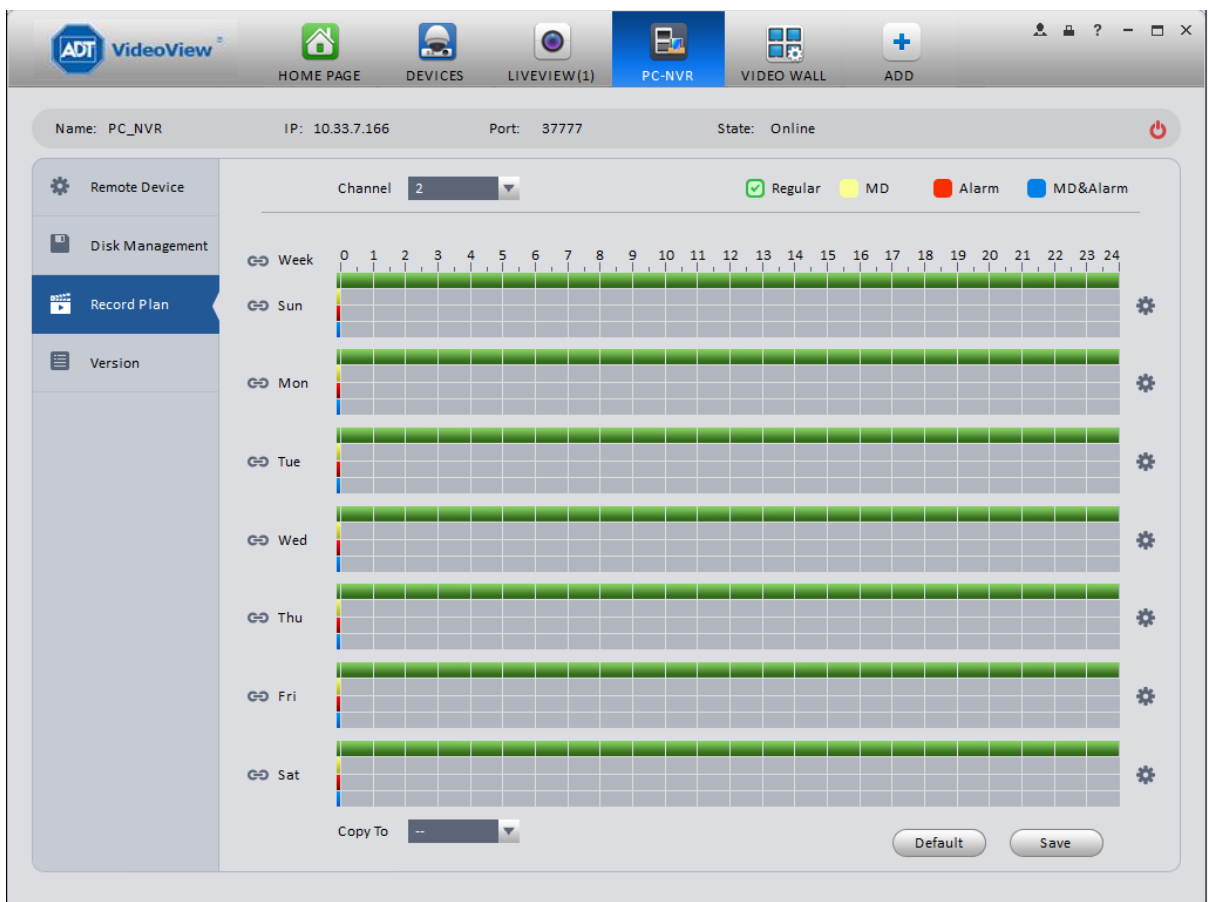 ADT VideoView ®
HOME PAGE DEVICES LIVEVIEW(1) PC-NVR VIDEO WALL ADD
?
Name: PC_NVR IP: 10.33.7.166 Port: 37777 State: Online
Remote Device
Disk Management
Record Plan
Version
Channel 2 Regular MD Alarm MD&Alarm
Week 0 1 2 3 4 5 6 7 8 9 10 11 12 13 14 15 16 17 18 19 20 21 22 23 24
Sun
Mon
Tue
Wed
Thu
Fri
Sat
Copy To --
Default Save